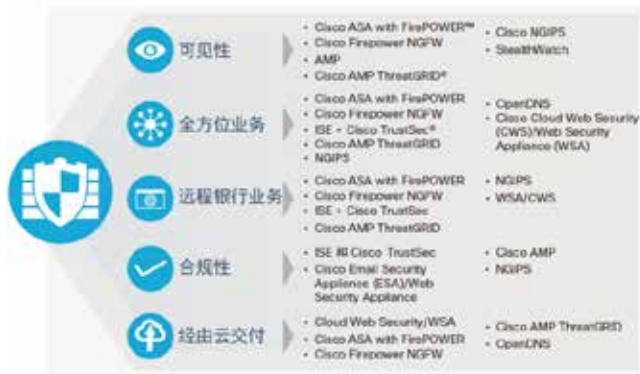 可见性
• Cisco ASA with FirePOWER™
• Cisco Firepower NGFW
• AMP
• Cisco AMP ThreatGRID®
• Cisco NGIPS
• StealthWatch
全方位业务
• Cisco ASA with FirePOWER
• Cisco Firepower NGFW
• ISE + Cisco TrustSec®
• Cisco AMP ThreatGRID
• NGIPS
• OpenDNS
• Cisco Cloud Web Security
(CWS)/Web Security
Appliance (WSA)
远程银行业务
• Cisco ASA with FirePOWER
• Cisco Firepower NGFW
• ISE + Cisco TrustSec
• Cisco AMP ThreatGRID
• NGIPS
• WSA/CWS
合规性
• ISE 和 Cisco TrustSec
• Cisco Email Security
Appliance (ESA)/Web
Security Appliance
• Cisco AMP
• NGIPS
经由云交付
• Cloud Web Security/WSA
• Cisco ASA with FirePOWER
• Cisco Firepower NGFW
• Cisco AMP ThreatGRID
• OpenDNS